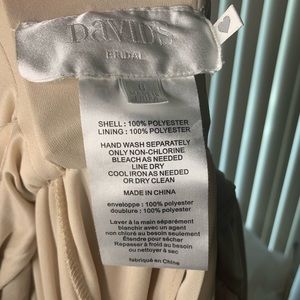 DAVID'S
BRIDAL
SHELL : 100% POLYESTER
LINING : 100% POLYESTER
HAND WASH SEPARATELY
ONLY NON-CHLORINE
BLEACH AS NEEDED
LINE DRY
COOL IRON AS NEEDED
OR DRY CLEAN
MADE IN CHINA
enveloppe : 100% polyester
doublure : 100% polyester
Laver à la main séparément
blanchir avec un agent
non chloré au besoin seulement
Étendre pour sécher
Repasser à froid au besoin
ou nettoyer à sec
fabriqué en Chine